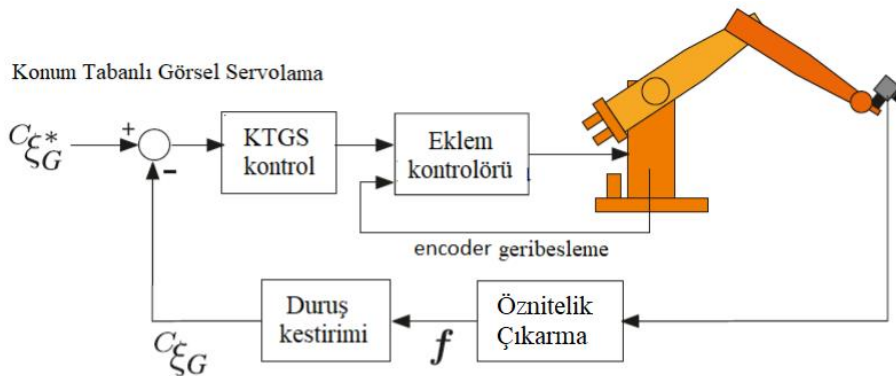 Konum Tabanlı Görsel Servolama
C ξ*G
+
-
KTGS
kontrol
Eklem
kontrolörü
encoder geribesleme
Duruş
kestirimi
f
Öznitelik
Çıkarma
C ξG